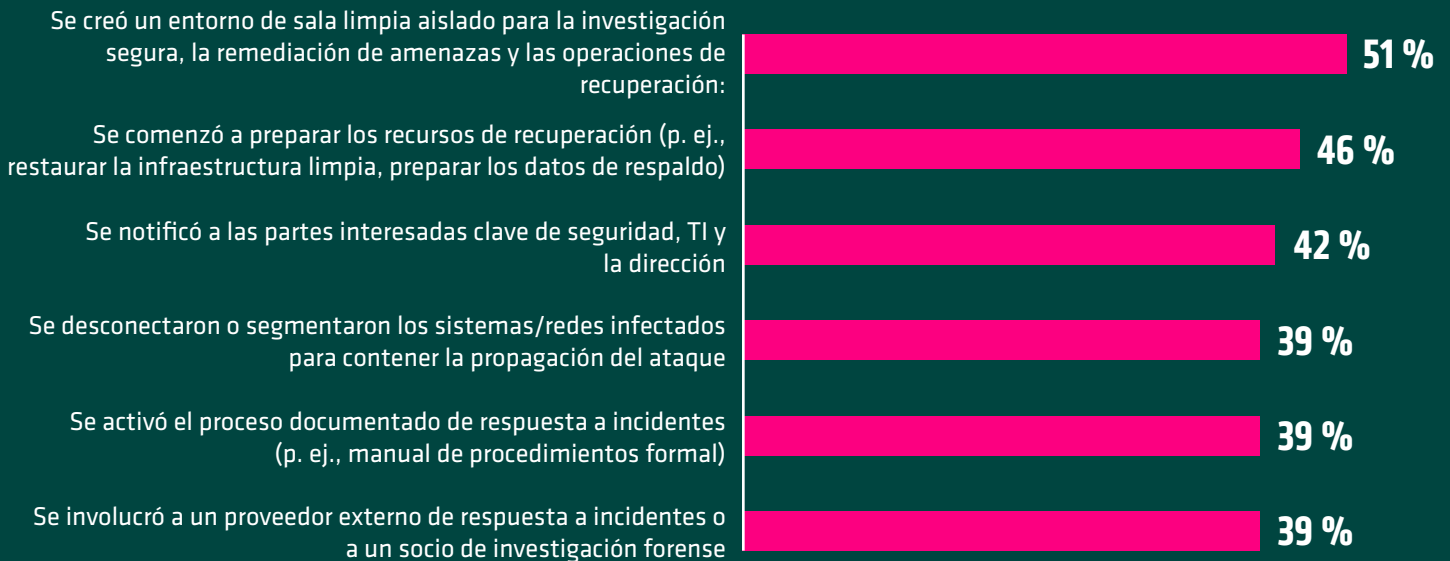 Se creó un entorno de sala limpia aislado para la investigación
segura, la remediación de amenazas y las operaciones de
recuperación:
51 %
Se comenzó a preparar los recursos de recuperación (p. ej.,
restaurar la infraestructura limpia, preparar los datos de respaldo)
46 %
Se notificó a las partes interesadas clave de seguridad, TI y
la dirección
42 %
Se desconectaron o segmentaron los sistemas/redes infectados
para contener la propagación del ataque
39 %
Se activó el proceso documentado de respuesta a incidentes
(p. ej., manual de procedimientos formal)
39 %
Se involucró a un proveedor externo de respuesta a incidentes o
a un socio de investigación forense
39 %